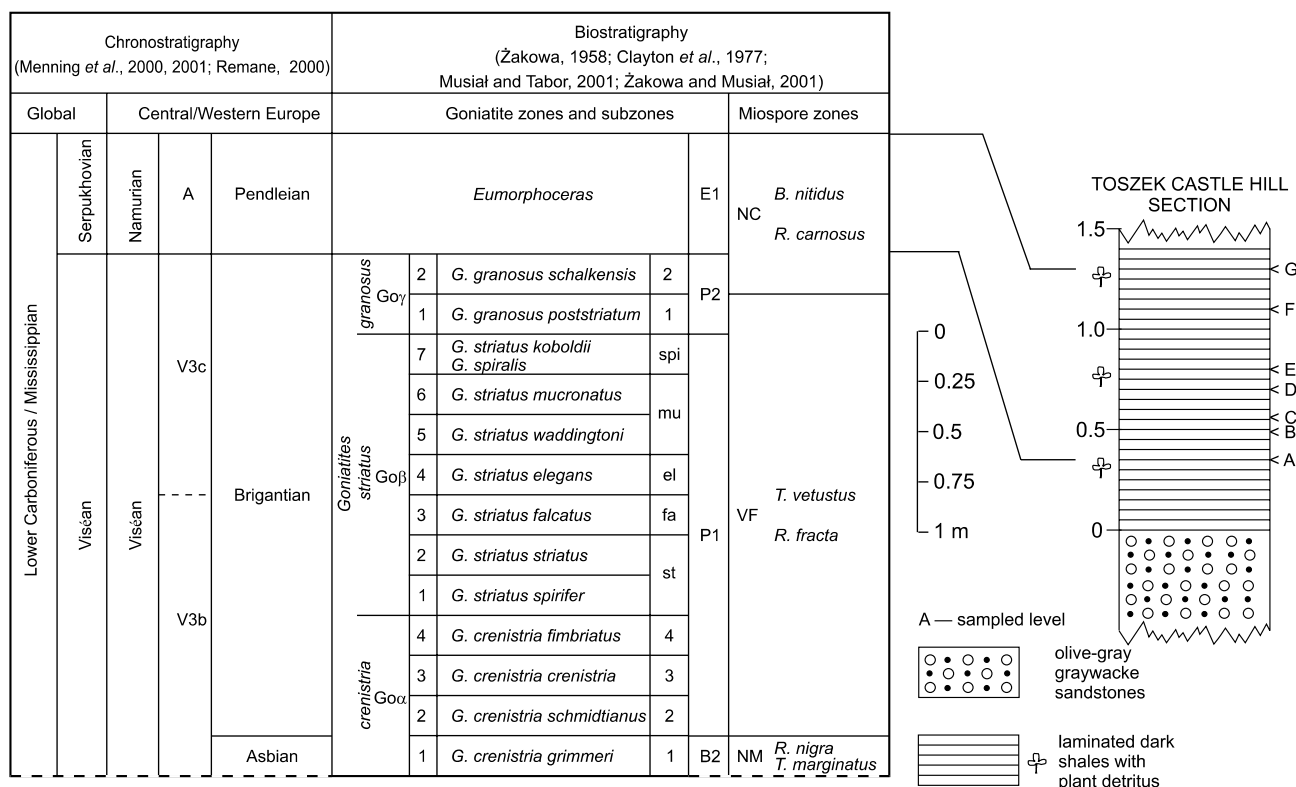 Chronostratigraphy
(Menning et al., 2000, 2001; Remane, 2000)
Biostratigraphy
(Żakowa, 1958; Clayton et al., 1977;
Musiał and Tabor, 2001; Żakowa and Musiał, 2001)
Global
Central/Western Europe
Goniatite zones and subzones
Miospore zones
Lower Carboniferous / Mississippian
Serpukhovian
Namurian
A
Pendleian
Eumorphoceras
E1
NC
B. nitidus
R. carnosus
Viséan
Viséan
V3c
V3b
Brigantian
Asbian
Goniatites
granosus
Goγ
2 G. granosus schalkensis 2
1 G. granosus poststriatum 1
P2
striatus
Goβ
7 G. striatus koboldii
G. spiralis
spi
6 G. striatus mucronatus
mu
5 G. striatus waddingtoni
4 G. striatus elegans el
3 G. striatus falcatus fa
2 G. striatus striatus
st
1 G. striatus spirifer
P1
VF
T. vetustus
R. fracta
crenistria
Goα
4 G. crenistria fimbriatus 4
3 G. crenistria crenistria 3
2 G. crenistria schmidtianus 2
1 G. crenistria grimmeri 1
B2
NM
R. nigra
T. marginatus
0
0.25
0.5
0.75
1 m
TOSZEK CASTLE HILL
SECTION
1.5
1.0
0.5
0
G
F
E
D
C
B
A
A — sampled level
olive-gray
graywacke
sandstones
laminated dark
shales with
plant detritus